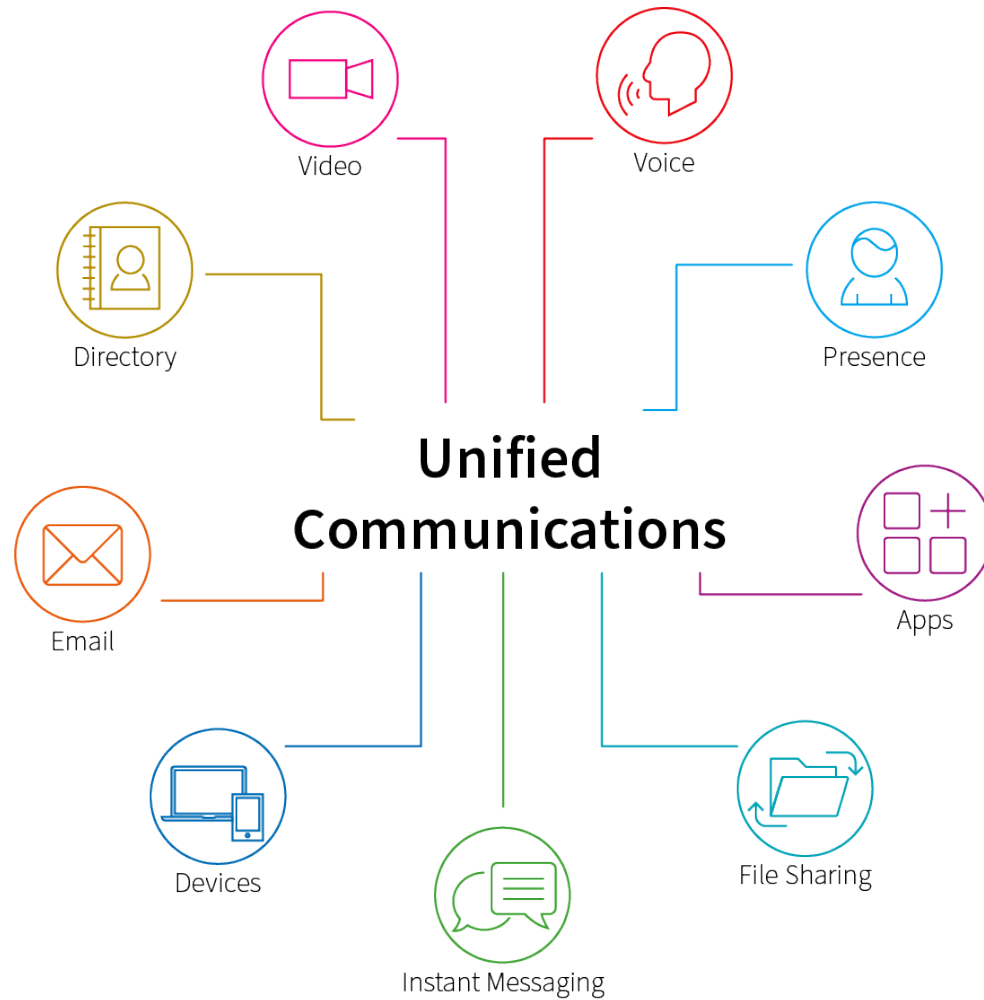 Video
Voice
Directory
Presence
Unified
Communications
Email
Apps
Devices
File Sharing
Instant Messaging